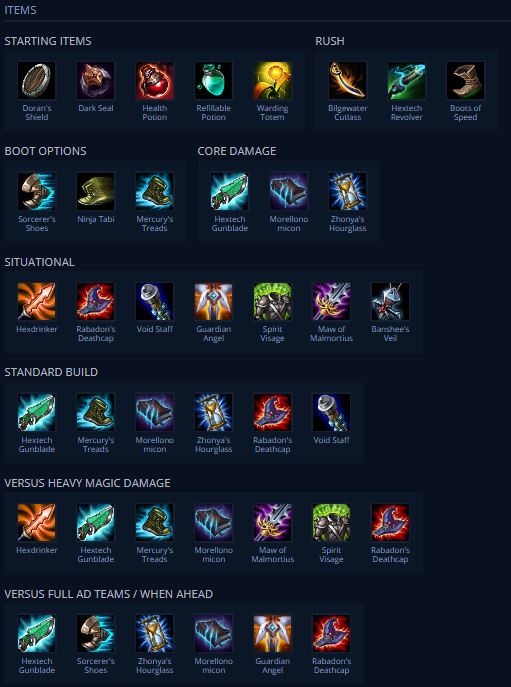 ITEMS
STARTING ITEMS
RUSH
Doran's Shield
Dark Seal
Health Potion
Refillable Potion
Warding Totem
Bilgewater Cutlass
Hextech Revolver
Boots of Speed
BOOT OPTIONS
CORE DAMAGE
Sorcerer's Shoes
Ninja Tabi
Mercury's Treads
Hextech Gunblade
Morellono
micon
Zhonya's Hourglass
SITUATIONAL
Hexdrinker
Rabadon's Deathcap
Void Staff
Guardian Angel
Spirit Visage
Maw of Malmortius
Banshee's Veil
STANDARD BUILD
Hextech Gunblade
Mercury's Treads
Morellono
micon
Zhonya's Hourglass
Rabadon's Deathcap
Void Staff
VERSUS HEAVY MAGIC DAMAGE
Hexdrinker
Hextech Gunblade
Mercury's Treads
Morellono
micon
Maw of Malmortius
Spirit Visage
Rabadon's Deathcap
VERSUS FULL AD TEAMS / WHEN AHEAD
Hextech Gunblade
Sorcerer's Shoes
Zhonya's Hourglass
Morellono
micon
Guardian Angel
Rabadon's Deathcap